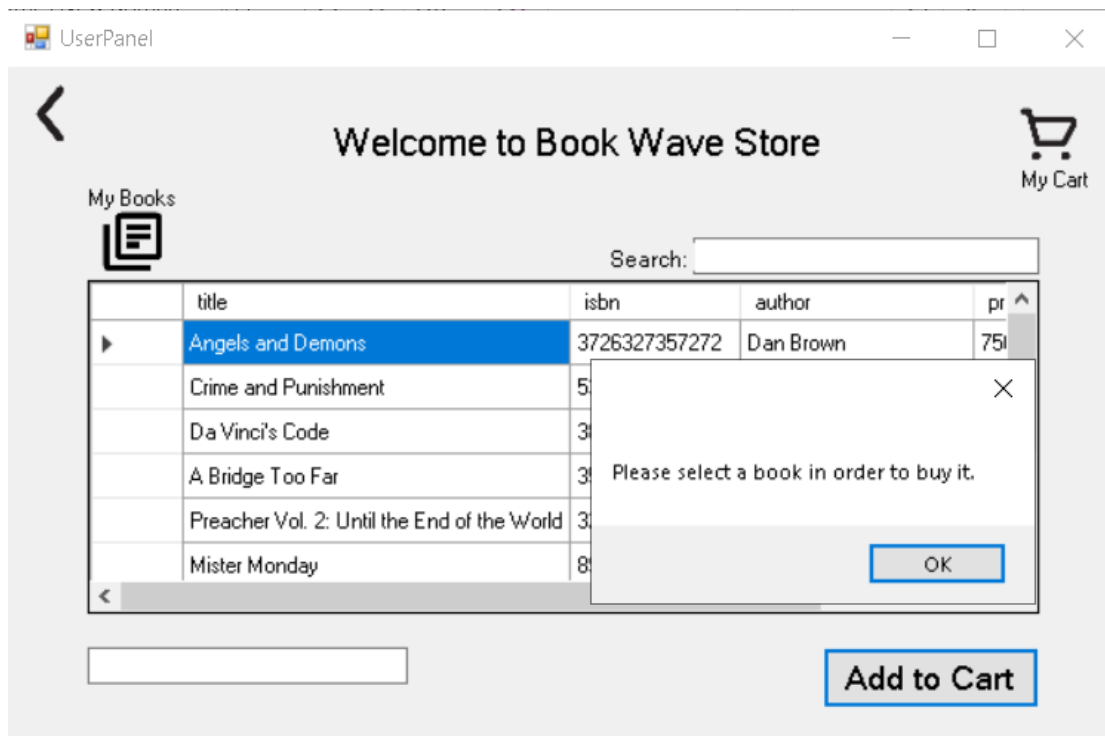 UserPanel
Welcome to Book Wave Store
My Cart
My Books
Search:
title isbn author
Angels and Demons 3726327357272 Dan Brown
Crime and Punishment
Da Vinci's Code
A Bridge Too Far
Preacher Vol. 2: Until the End of the World
Mister Monday
Please select a book in order to buy it.
OK
Add to Cart